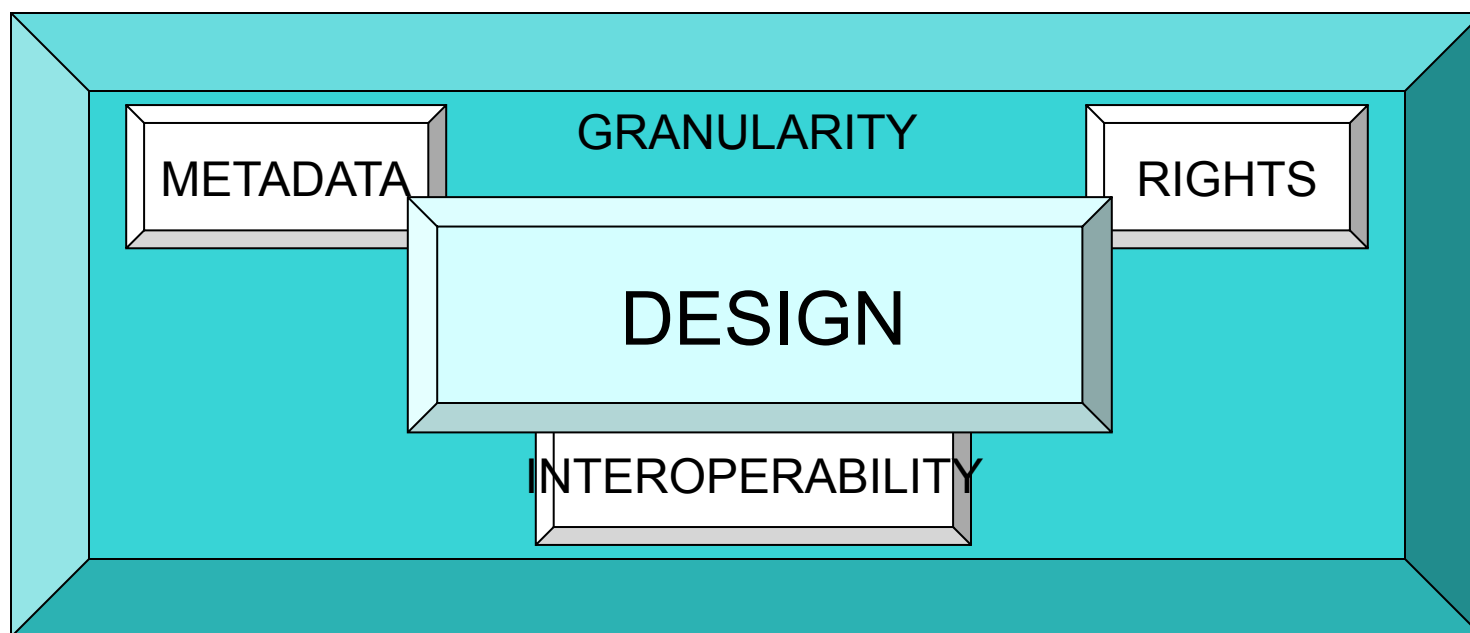 GRANULARITY
METADATA
RIGHTS
DESIGN
INTEROPERABILITY